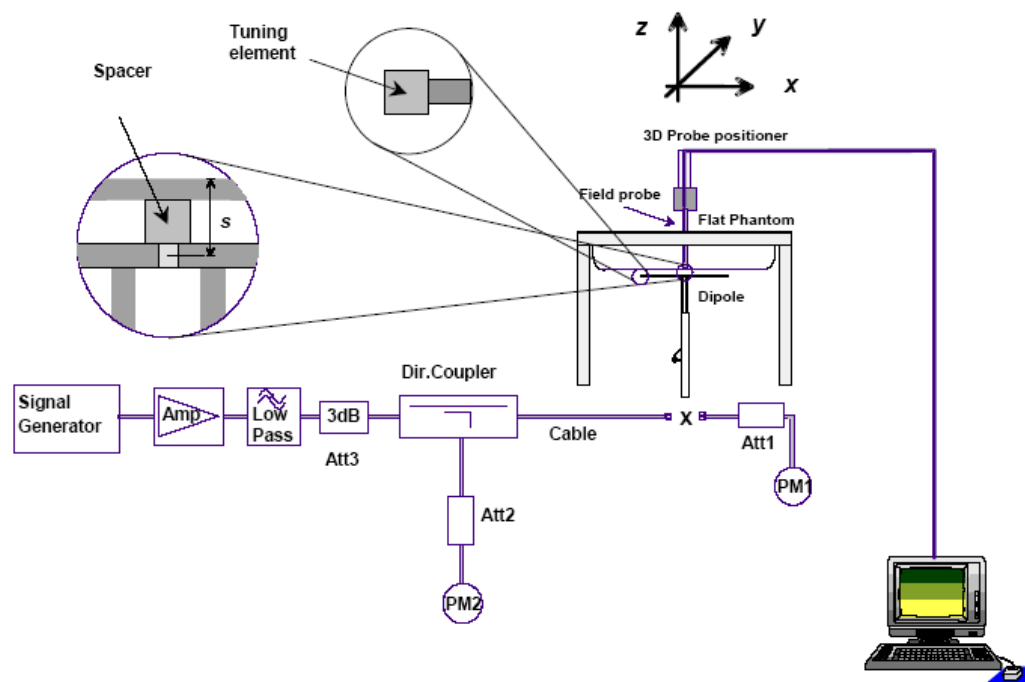 Tuning
element
Spacer
z
y
x
3D Probe positioner
Field probe
Flat Phantom
s
Dipole
Dir.Coupler
Signal
Generator
Amp
Low
Pass
3dB
Att3
Cable
X
Att1
PM1
Att2
PM2